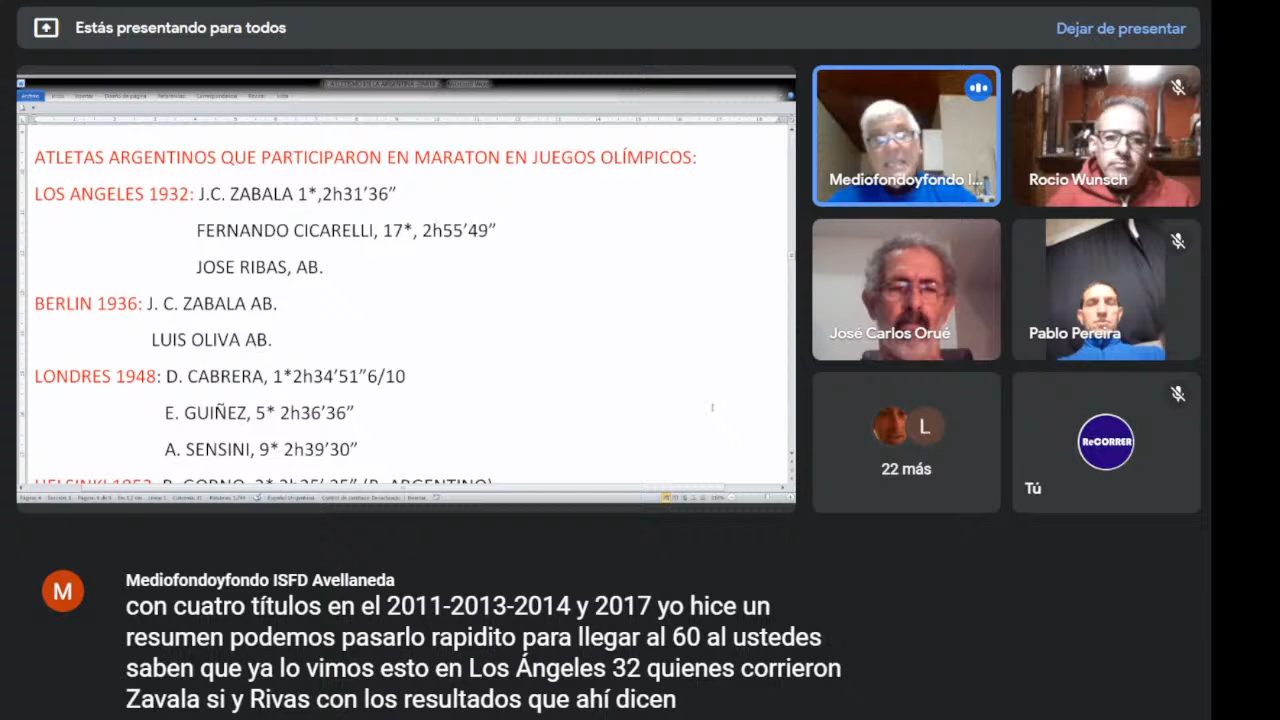 Estás presentando para todos
Dejar de presentar
Archivo
ATLETAS ARGENTINOS QUE PARTICIPARON EN MARATON EN JUEGOS OLÍMPICOS:
LOS ANGELES 1932: J.C. ZABALA 1*,2h31’36”
FERNANDO CICARELLI, 17*, 2h55’49”
JOSE RIBAS, AB.
BERLIN 1936: J. C. ZABALA AB.
LUIS OLIVA AB.
LONDRES 1948: D. CABRERA, 1*2h34’51”6/10
E. GUIÑEZ, 5* 2h36’36”
A. SENSINI, 9* 2h39’30”
Mediofondoyfondo I...
Rocio Wunsch
José Carlos Orué
Pablo Pereira
L
22 más
ReCORRER
Tú
M
Mediofondoyfondo ISFD Avellaneda
con cuatro títulos en el 2011-2013-2014 y 2017 yo hice un
resumen podemos pasarlo rapidito para llegar al 60 al ustedes
saben que ya lo vimos esto en Los Ángeles 32 quienes corrieron
Zavala si y Rivas con los resultados que ahí dicen